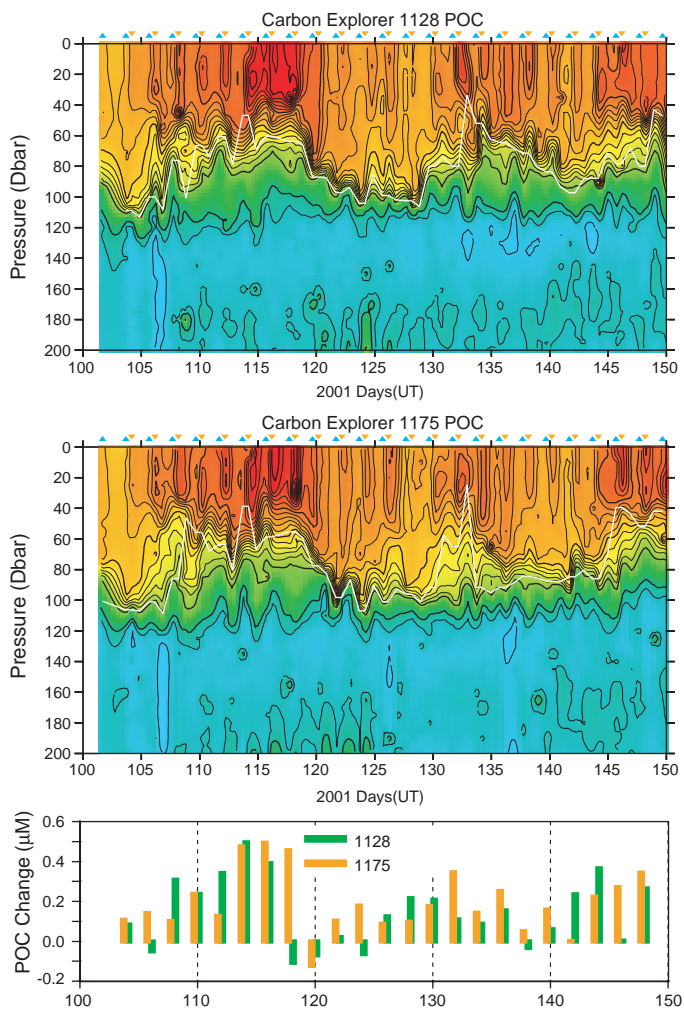 Carbon Explorer 1128 POC
0
20
40
60
80
100
120
140
160
180
200
Pressure (Dbar)
100 105 110 115 120 125 130 135 140 145 150
2001 Days(UT)
Carbon Explorer 1175 POC
0
20
40
60
80
100
120
140
160
180
200
Pressure (Dbar)
100 105 110 115 120 125 130 135 140 145 150
2001 Days(UT)
0.6
0.4
0.2
0.0
-0.2
POC Change (μM)
1128
1175
100 110 120 130 140 150